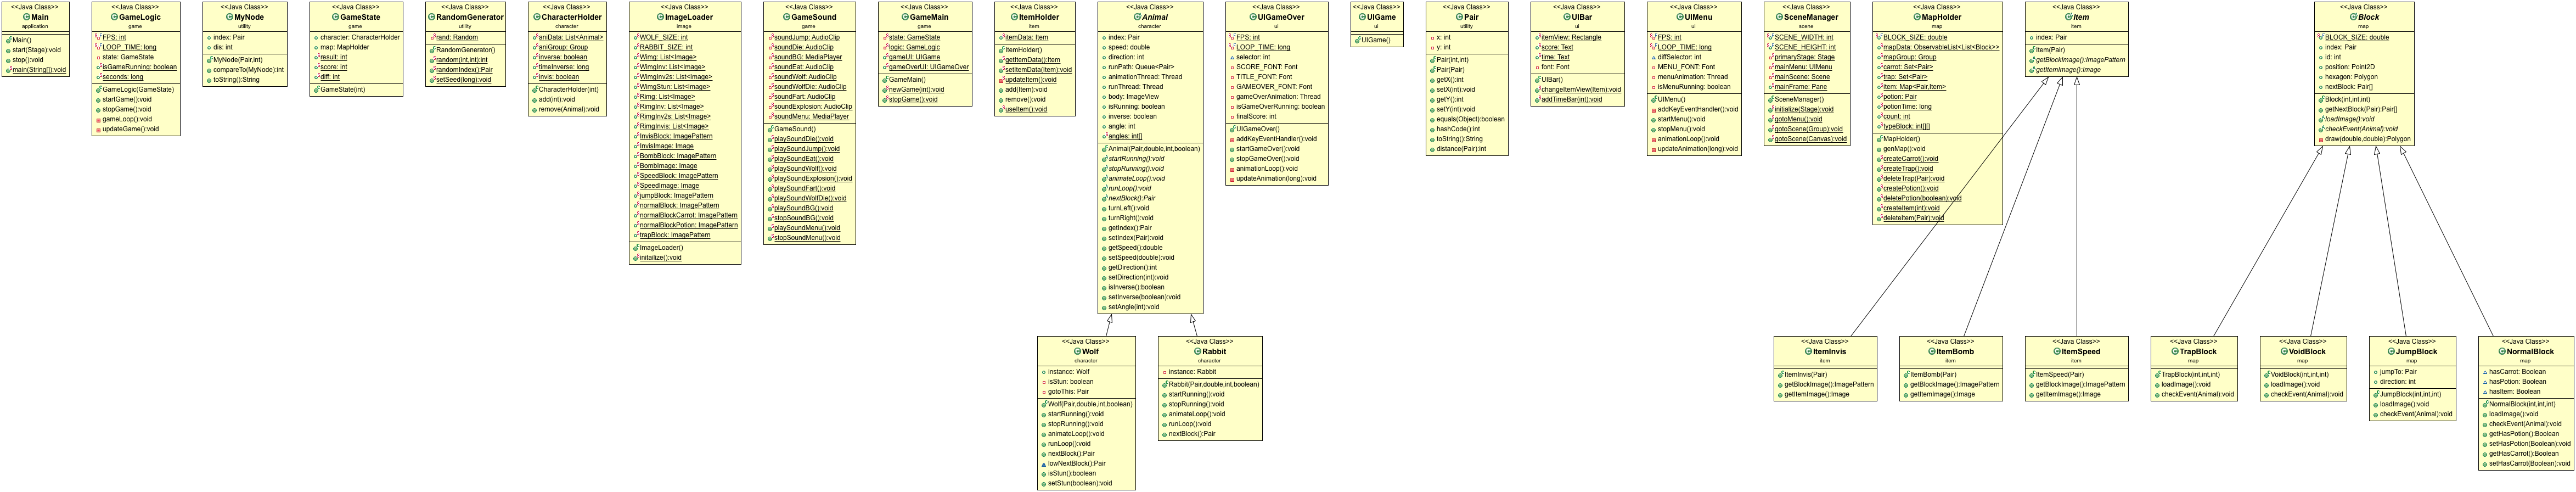 <<Java Class>>
Main
application
Main()
start(Stage):void
stop():void
main(String[]):void
<<Java Class>>
GameLogic
game
FPS: int
LOOP_TIME: long
state: GameState
isGameRunning: boolean
seconds: long
GameLogic(GameState)
startGame():void
stopGame():void
gameLoop():void
updateGame():void
<<Java Class>>
MyNode
utility
index: Pair
dis: int
MyNode(Pair,int)
compareTo(MyNode):int
toString():String
<<Java Class>>
GameState
game
character: CharacterHolder
map: MapHolder
result: int
score: int
diff: int
GameState(int)
<<Java Class>>
RandomGenerator
utility
rand: Random
RandomGenerator()
random(int,int):int
randomIndex():Pair
setSeed(long):void
<<Java Class>>
CharacterHolder
character
aniData: List<Animal>
aniGroup: Group
inverse: boolean
timeInverse: long
invis: boolean
CharacterHolder(int)
add(int):void
remove(Animal):void
<<Java Class>>
ImageLoader
image
WOLF_SIZE: int
RABBIT_SIZE: int
Wimg: List<Image>
WimgInv: List<Image>
WimgInv2s: List<Image>
WimgStun: List<Image>
Rimg: List<Image>
RimgInv: List<Image>
RimgInv2s: List<Image>
RimgInvis: List<Image>
InvisBlock: ImagePattern
InvisImage: Image
BombBlock: ImagePattern
BombImage: Image
SpeedBlock: ImagePattern
SpeedImage: Image
jumpBlock: ImagePattern
normalBlock: ImagePattern
normalBlockCarrot: ImagePattern
normalBlockPotion: ImagePattern
trapBlock: ImagePattern
ImageLoader()
initailize():void
<<Java Class>>
GameSound
game
soundJump: AudioClip
soundDie: AudioClip
soundBG: MediaPlayer
soundEat: AudioClip
soundWolf: AudioClip
soundWolfDie: AudioClip
soundFart: AudioClip
soundExplosion: AudioClip
soundMenu: MediaPlayer
GameSound()
playSoundDie():void
playSoundJump():void
playSoundEat():void
playSoundWolf():void
playSoundExplosion():void
playSoundFart():void
playSoundWolfDie():void
playSoundBG():void
stopSoundBG():void
playSoundMenu():void
stopSoundMenu():void
<<Java Class>>
GameMain
game
state: GameState
logic: GameLogic
gameUI: UIGame
gameOverUI: UIGameOver
GameMain()
newGame(int):void
stopGame():void
<<Java Class>>
ItemHolder
item
itemData: Item
ItemHolder()
getItemData():Item
setItemData(Item):void
updateItem():void
add(Item):void
remove():void
useItem():void
<<Java Class>>
Animal
character
index: Pair
speed: double
direction: int
runPath: Queue<Pair>
animationThread: Thread
runThread: Thread
body: ImageView
isRunning: boolean
inverse: boolean
angle: int
angles: int[]
Animal(Pair,double,int,boolean)
startRunning():void
stopRunning():void
animateLoop():void
runLoop():void
nextBlock():Pair
turnLeft():void
turnRight():void
getIndex():Pair
setIndex(Pair):void
getSpeed():double
setSpeed(double):void
getDirection():int
setDirection(int):void
isInverse():boolean
setInverse(boolean):void
setAngle(int):void
<<Java Class>>
UIGameOver
ui
FPS: int
LOOP_TIME: long
selector: int
SCORE_FONT: Font
TITLE_FONT: Font
GAMEOVER_FONT: Font
gameOverAnimation: Thread
isGameOverRunning: boolean
finalScore: int
UIGameOver()
addKeyEventHandler():void
startGameOver():void
stopGameOver():void
animationLoop():void
updateAnimation(long):void
<<Java Class>>
UIGame
ui
UIGame()
<<Java Class>>
Pair
utility
x: int
y: int
Pair(int,int)
Pair(Pair)
getX():int
setX(int):void
getY():int
setY(int):void
equals(Object):boolean
hashCode():int
toString():String
distance(Pair):int
<<Java Class>>
UIBar
ui
itemView: Rectangle
score: Text
time: Text
font: Font
UIBar()
changeItemView(Item):void
addTimeBar(int):void
<<Java Class>>
UIMenu
ui
FPS: int
LOOP_TIME: long
diffSelector: int
MENU_FONT: Font
menuAnimation: Thread
isMenuRunning: boolean
UIMenu()
addKeyEventHandler():void
startMenu():void
stopMenu():void
animationLoop():void
updateAnimation(long):void
<<Java Class>>
SceneManager
scene
SCENE_WIDTH: int
SCENE_HEIGHT: int
primaryStage: Stage
mainMenu: UIMenu
mainScene: Scene
mainFrame: Pane
SceneManager()
initialize(Stage):void
gotoMenu():void
gotoScene(Group):void
gotoScene(Canvas):void
<<Java Class>>
MapHolder
map
BLOCK_SIZE: double
mapData: ObservableList<List<Block>>
mapGroup: Group
carrot: Set<Pair>
trap: Set<Pair>
item: Map<Pair,Item>
potion: Pair
potionTime: long
count: int
typeBlock: int[][]
MapHolder()
genMap():void
createCarrot():void
createTrap():void
deleteTrap(Pair):void
createPotion():void
deletePotion(boolean):void
createItem(int):void
deleteItem(Pair):void
<<Java Class>>
Item
item
index: Pair
Item(Pair)
getBlockImage():ImagePattern
getItemImage():Image
<<Java Class>>
Block
map
BLOCK_SIZE: double
index: Pair
id: int
position: Point2D
hexagon: Polygon
nextBlock: Pair[]
Block(int,int,int)
getNextBlock(Pair):Pair[]
loadImage():void
checkEvent(Animal):void
draw(double,double):Polygon
<<Java Class>>
Wolf
character
instance: Wolf
isStun: boolean
gotoThis: Pair
Wolf(Pair,double,int,boolean)
startRunning():void
stopRunning():void
animateLoop():void
runLoop():void
nextBlock():Pair
lowNextBlock():Pair
isStun():boolean
setStun(boolean):void
<<Java Class>>
Rabbit
character
instance: Rabbit
Rabbit(Pair,double,int,boolean)
startRunning():void
stopRunning():void
animateLoop():void
runLoop():void
nextBlock():Pair
<<Java Class>>
ItemInvis
item
ItemInvis(Pair)
getBlockImage():ImagePattern
getItemImage():Image
<<Java Class>>
ItemBomb
item
ItemBomb(Pair)
getBlockImage():ImagePattern
getItemImage():Image
<<Java Class>>
ItemSpeed
item
ItemSpeed(Pair)
getBlockImage():ImagePattern
getItemImage():Image
<<Java Class>>
TrapBlock
map
TrapBlock(int,int,int)
loadImage():void
checkEvent(Animal):void
<<Java Class>>
VoidBlock
map
VoidBlock(int,int,int)
loadImage():void
checkEvent(Animal):void
<<Java Class>>
JumpBlock
map
jumpTo: Pair
direction: int
JumpBlock(int,int,int)
loadImage():void
checkEvent(Animal):void
<<Java Class>>
NormalBlock
map
hasCarrot: Boolean
hasPotion: Boolean
hasItem: Boolean
NormalBlock(int,int,int)
loadImage():void
checkEvent(Animal):void
getHasPotion():Boolean
setHasPotion(Boolean):void
getHasCarrot():Boolean
setHasCarrot(Boolean):void